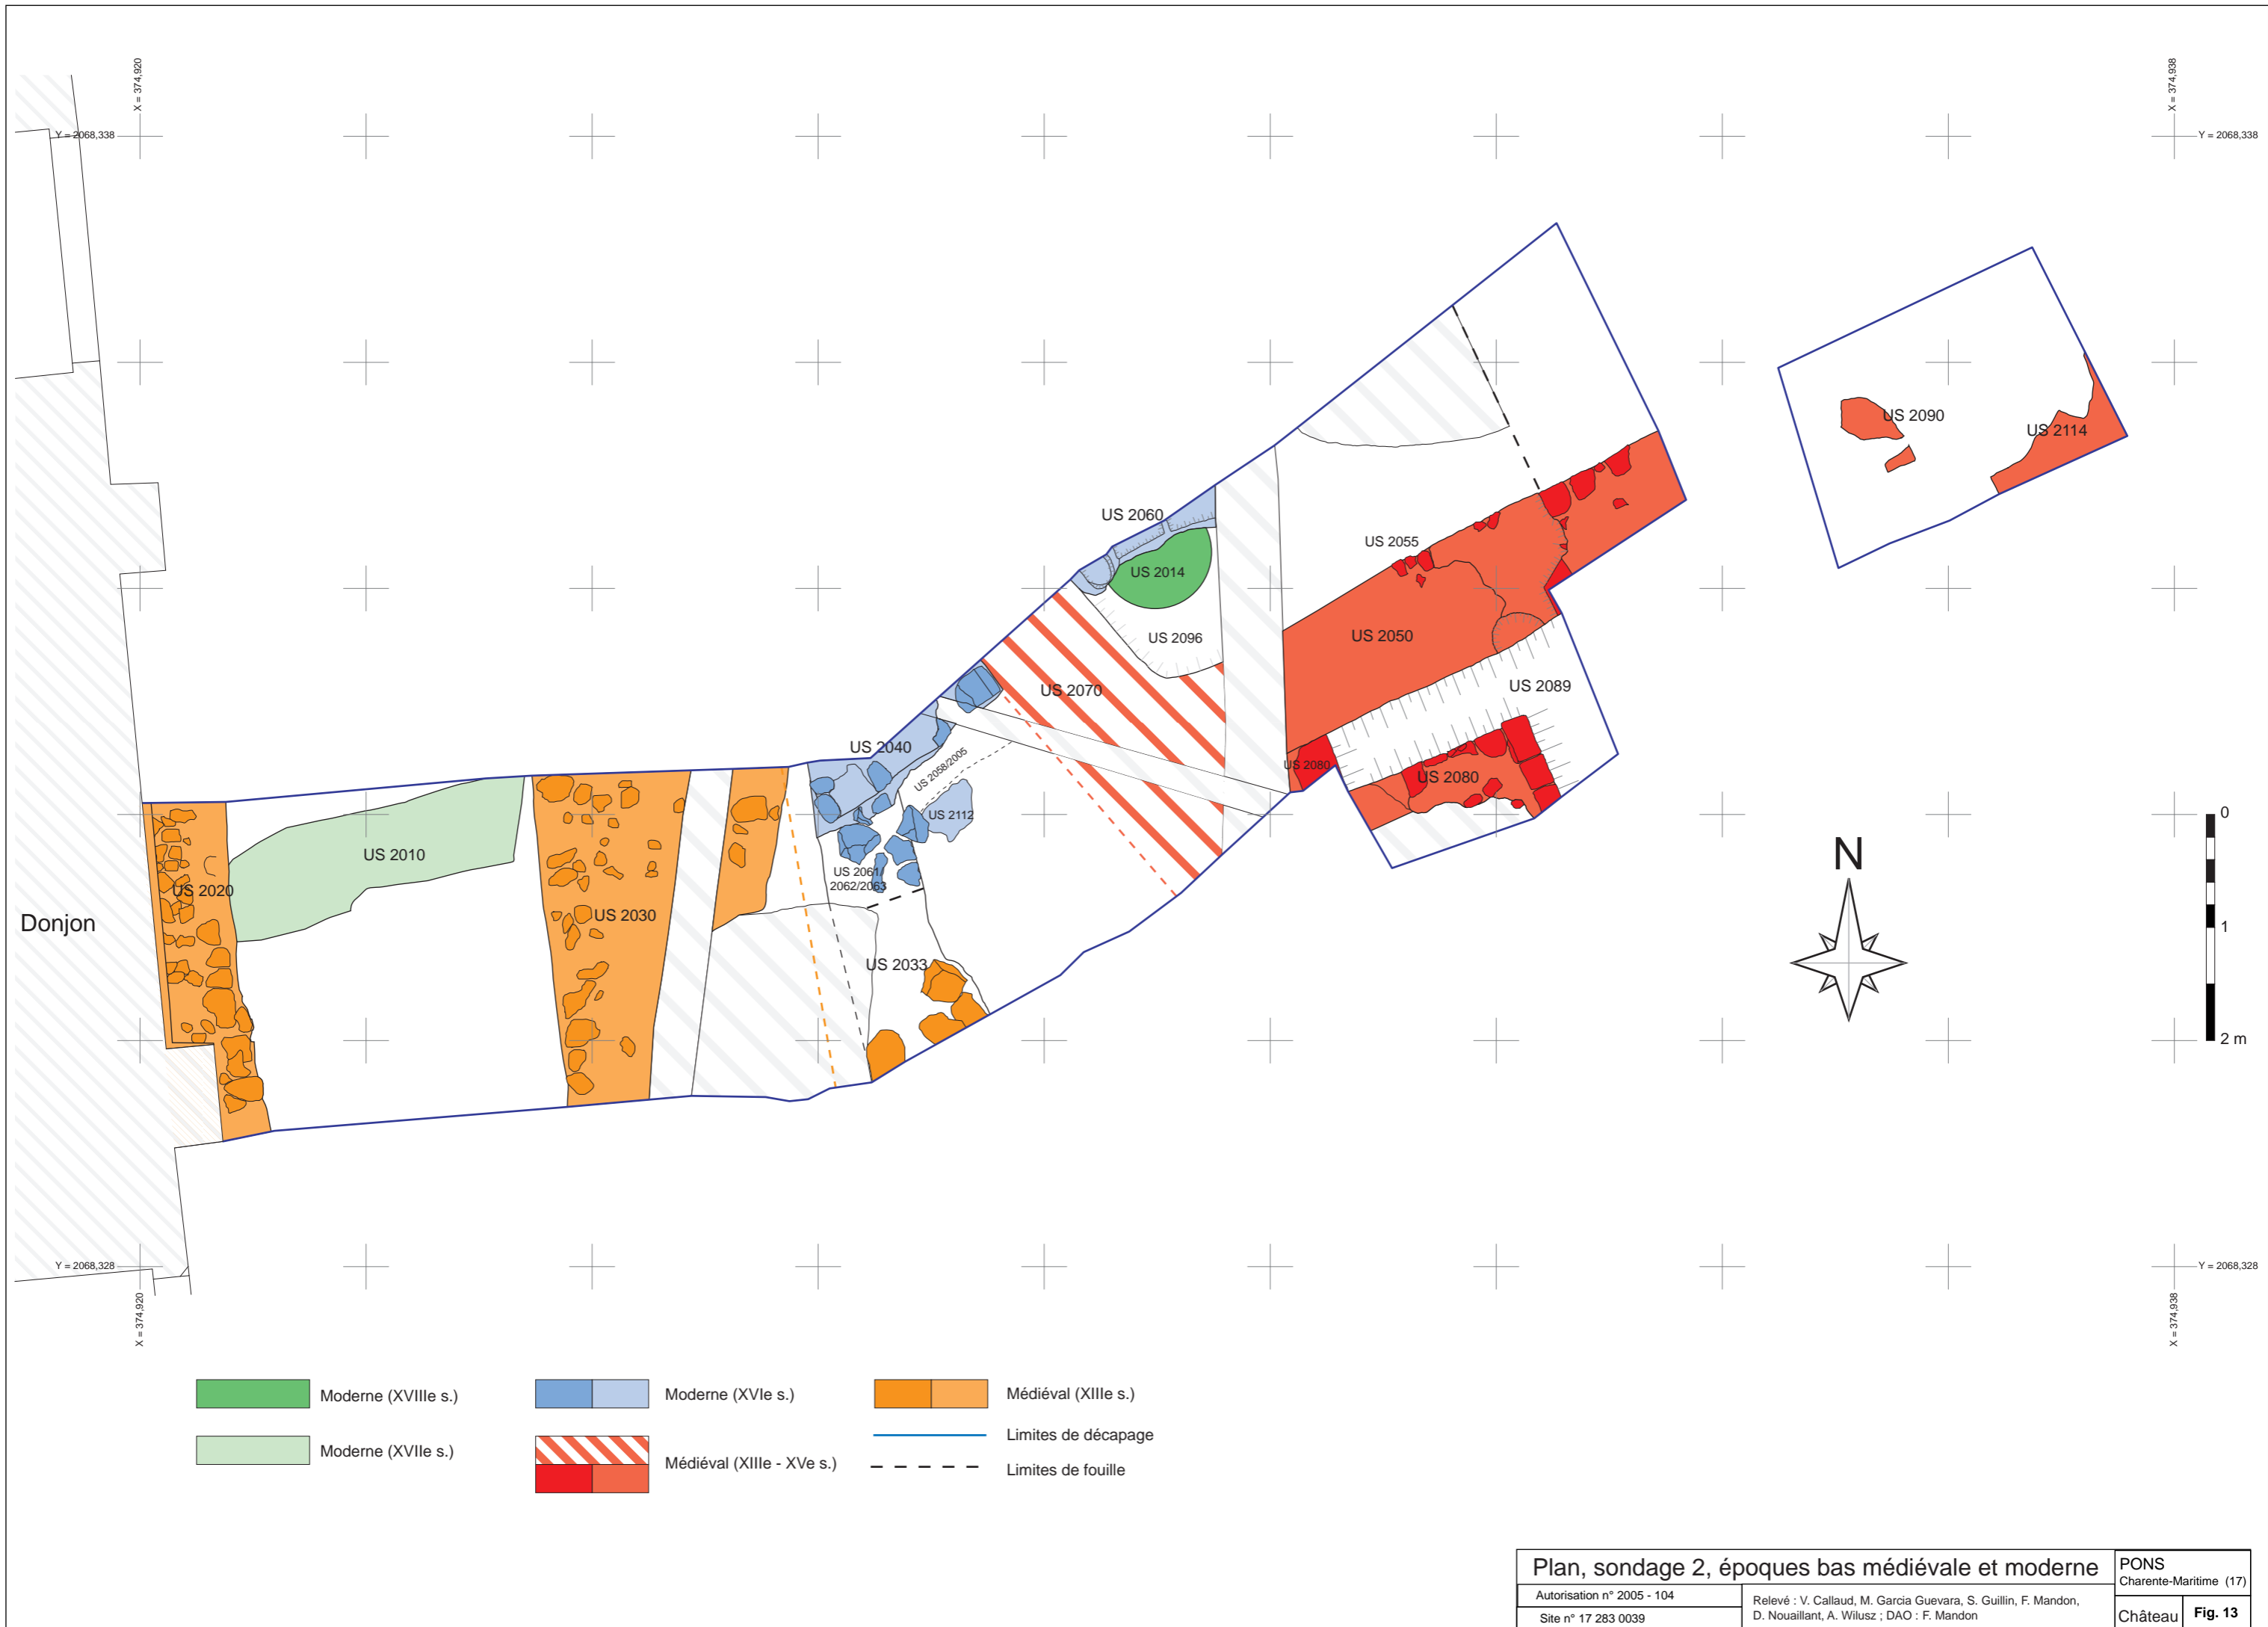 X = 374,920
X = 374,938
Y = 2068,338
Y = 2068,338
US 2090
US 2114
US 2060
US 2055
US 2014
US 2096
US 2050
US 2070
US 2089
US 2040
US 2058/2005
US 2080
US 2080
US 2112
US 2010
US 2061/
2062/2063
US 2020
US 2030
Donjon
US 2033
N
0
1
2 m
Y = 2068,328
Y = 2068,328
X = 374,920
X = 374,938
Moderne (XVIIIe s.)
Moderne (XVIe s.)
Médiéval (XIIIe s.)
Limites de décapage
Moderne (XVIIe s.)
Médiéval (XIIIe - XVe s.)
Limites de fouille
Plan, sondage 2, époques bas médiévale et moderne
PONS
Charente-Maritime (17)
Autorisation n° 2005 - 104
Site n° 17 283 0039
Relevé : V. Callaud, M. Garcia Guevara, S. Guillin, F. Mandon,
D. Nouaillant, A. Wilusz ; DAO : F. Mandon
Château
Fig. 13